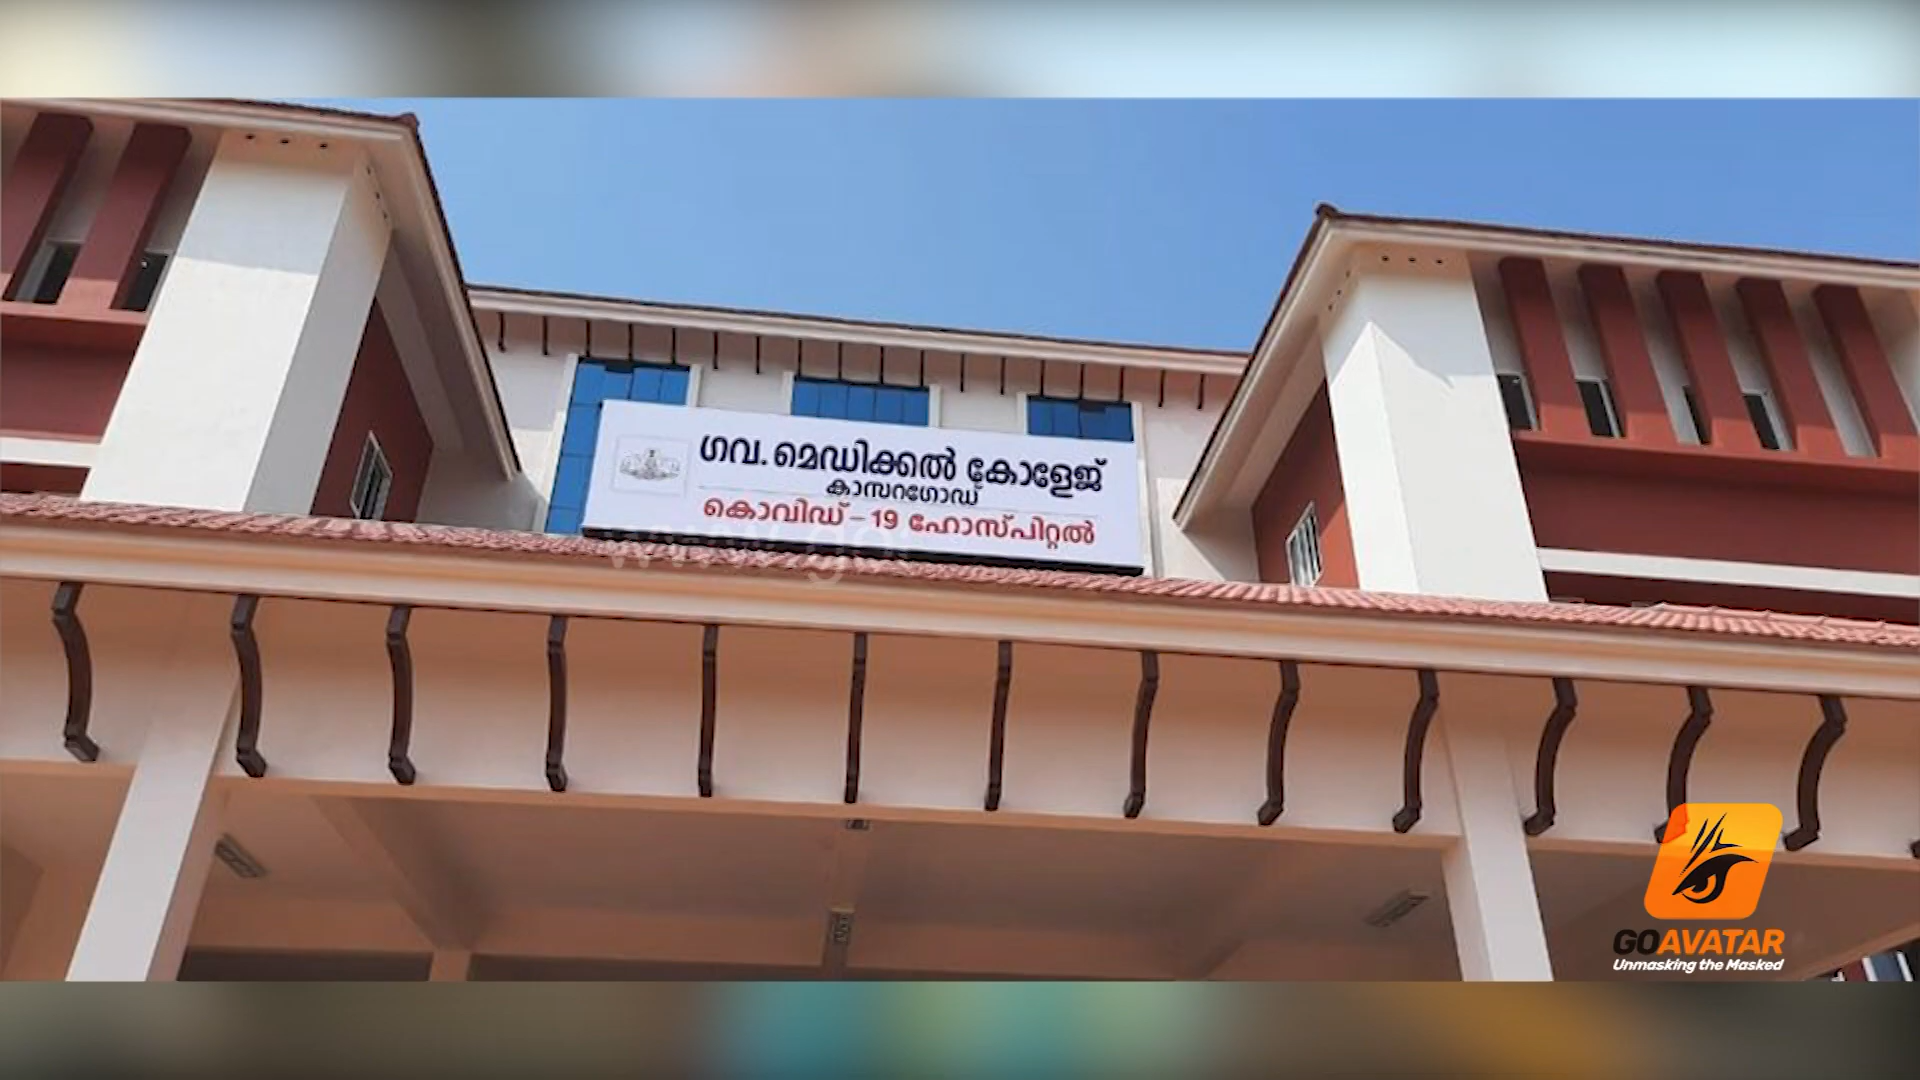 ഗവ. മെഡിക്കൽ കോളേജ്
കാസറഗോഡ്
കൊവിഡ് - 19 ഹോസ്പിറ്റൽ
GOAVATAR
Unmasking the Masked